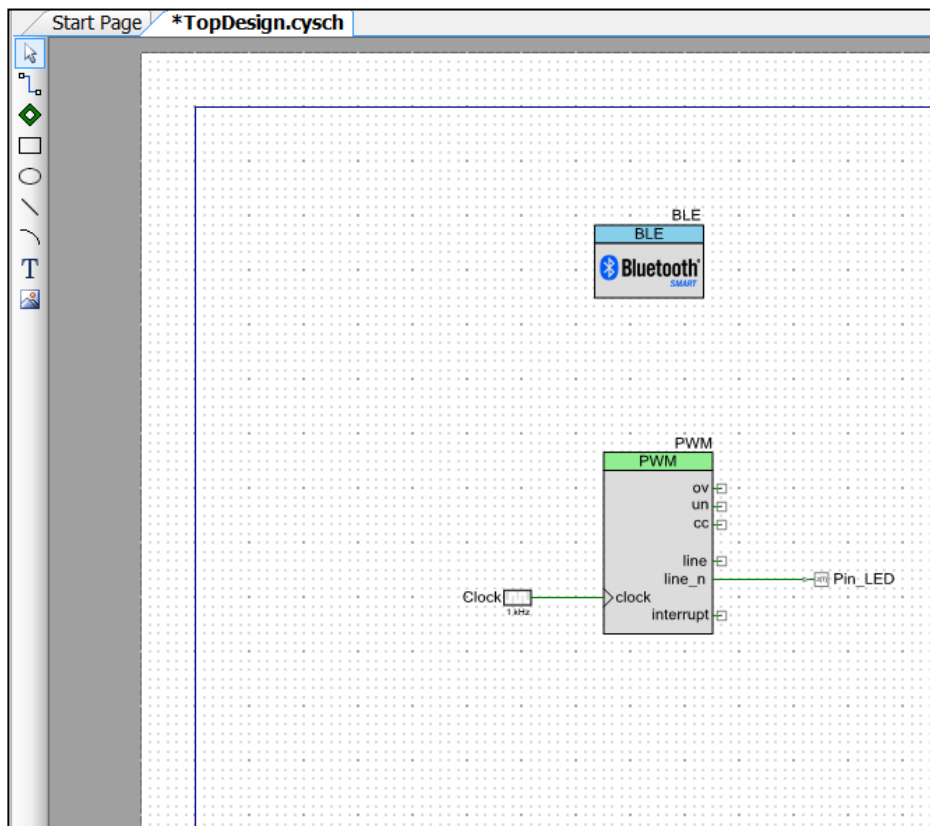 Start Page
*TopDesign.cysch
T
BLE
BLE
Bluetooth®
SMART
PWM
PWM
ov
un
cc
line
line_n
Pin_LED
Clock
1 kHz
clock
interrupt